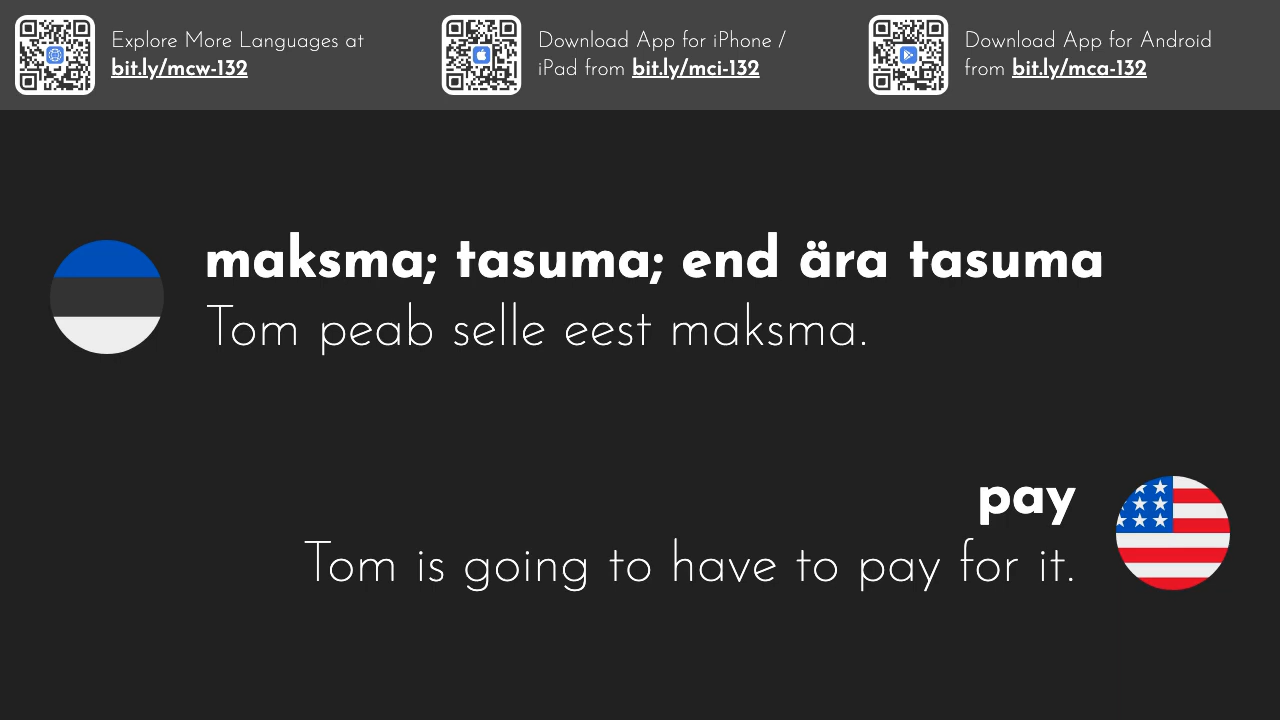 Explore More Languages at
bit.ly/mcw-132
Download App for iPhone /
iPad from bit.ly/mci-132
Download App for Android
from bit.ly/mca-132
maksma; tasuma; end ära tasuma
Tom peab selle eest maksma.
pay
Tom is going to have to pay for it.